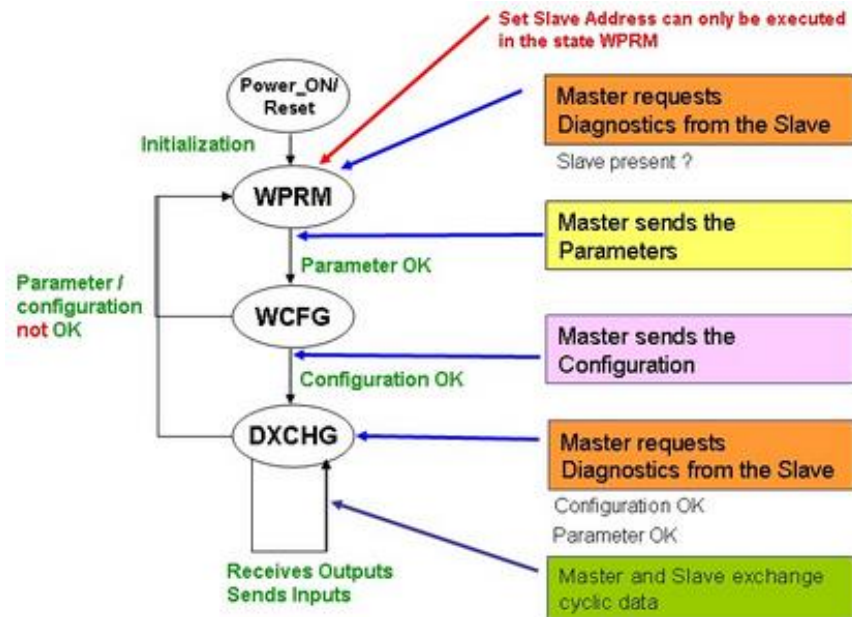 Set Slave Address can only be executed
in the state WPRM
Power_ON/
Reset
Master requests
Diagnostics from the Slave
Initialization
Slave present ?
WPRM
Master sends the
Parameters
Parameter OK
Parameter /
configuration
not OK
WCFG
Master sends the
Configuration
Configuration OK
DXCHG
Master requests
Diagnostics from the Slave
Configuration OK
Parameter OK
Receives Outputs
Sends Inputs
Master and Slave exchange
cyclic data